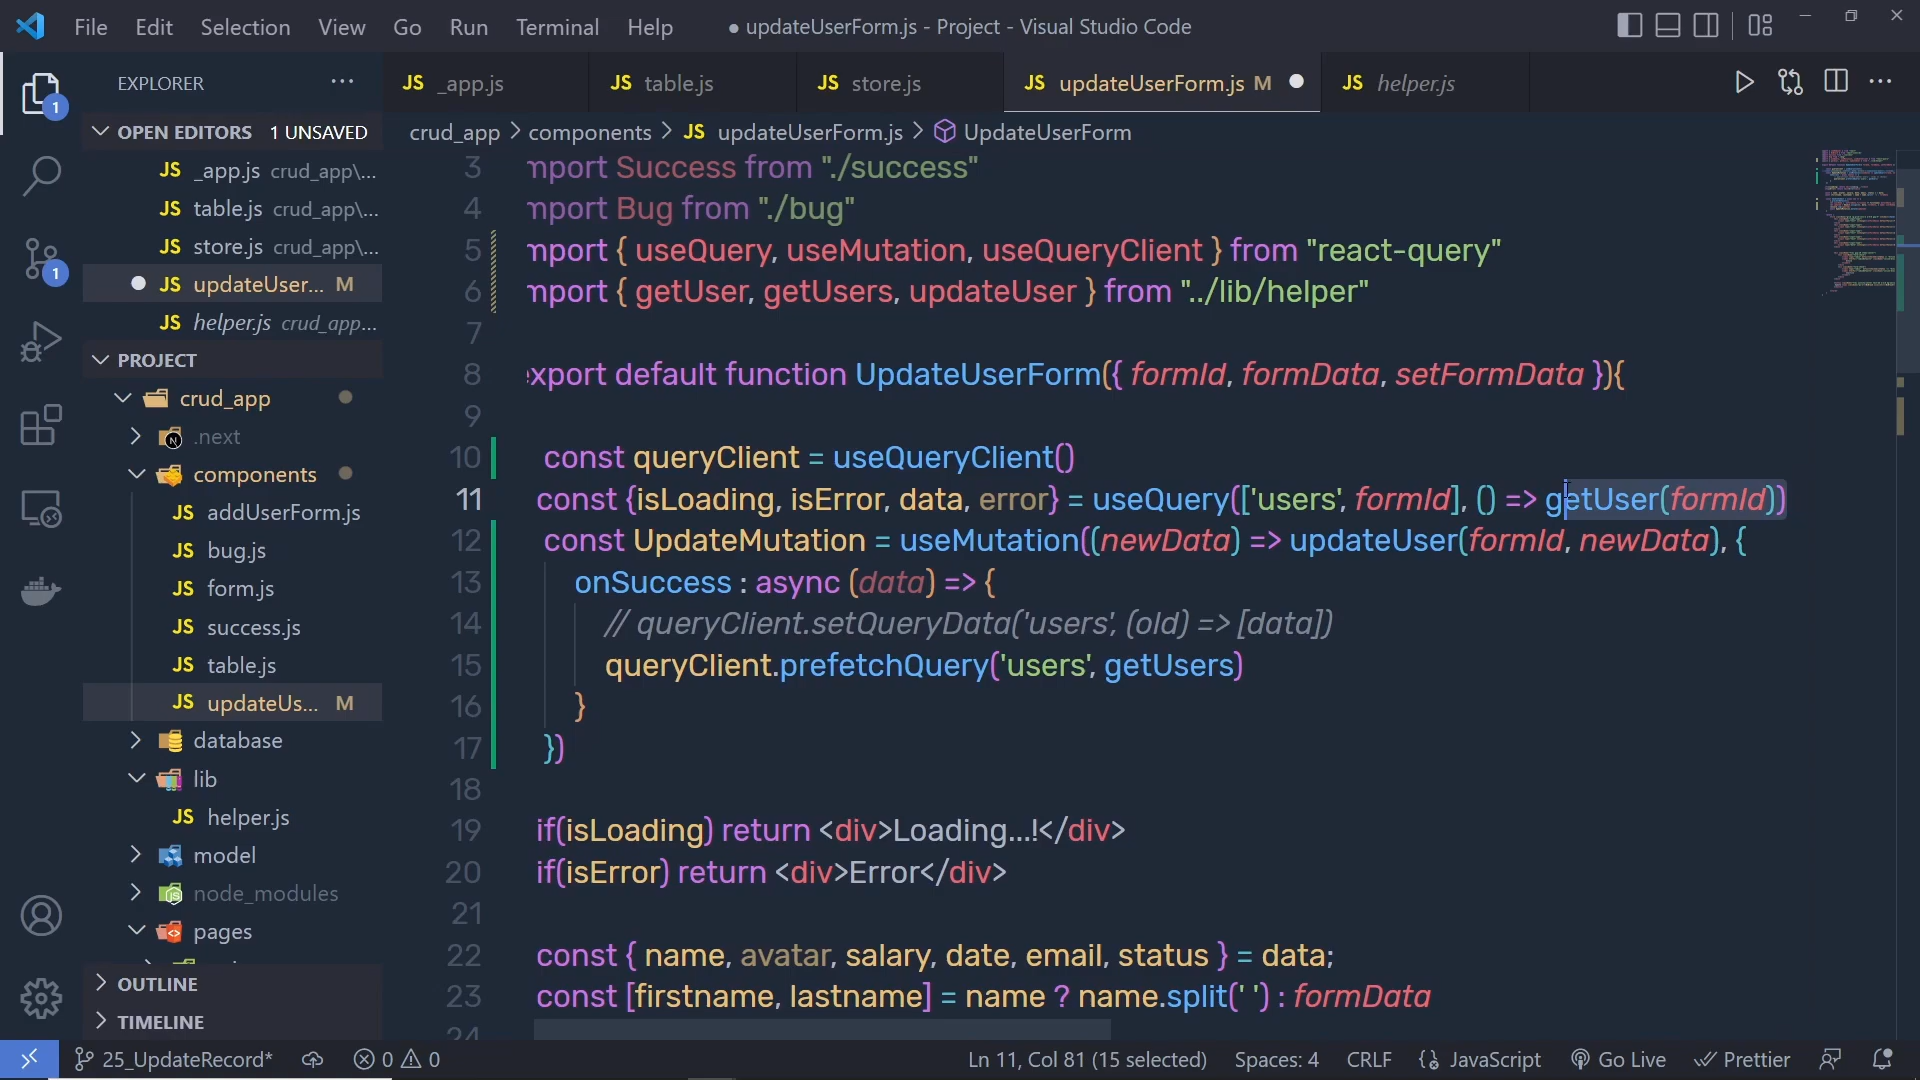 File Edit Selection View Go Run Terminal Help ● updateUserForm.js - Project - Visual Studio Code
EXPLORER ···
JS _app.js JS table.js JS store.js JS updateUserForm.js M ● JS helper.js
OPEN EDITORS 1 UNSAVED
crud_app > components > JS updateUserForm.js > UpdateUserForm
JS _app.js crud_app\...
JS table.js crud_app\...
JS store.js crud_app\...
● JS updateUser... M
JS helper.js crud_app...
PROJECT
crud_app
.next
components
JS addUserForm.js
JS bug.js
JS form.js
JS success.js
JS table.js
JS updateUs... M
database
lib
JS helper.js
model
node_modules
pages
OUTLINE
TIMELINE
1
1
3 mport Success from "./success"
4 mport Bug from "./bug"
5 mport { useQuery, useMutation, useQueryClient } from "react-query"
6 mport { getUser, getUsers, updateUser } from "../lib/helper"
7
8 xport default function UpdateUserForm({ formId, formData, setFormData }){
9
10 const queryClient = useQueryClient()
11 const {isLoading, isError, data, error} = useQuery(['users', formId], () => getUser(formId))
12 const UpdateMutation = useMutation((newData) => updateUser(formId, newData), {
13 onSuccess : async (data) => {
14 // queryClient.setQueryData('users', (old) => [data])
15 queryClient.prefetchQuery('users', getUsers)
16 }
17 })
18
19 if(isLoading) return <div>Loading...!</div>
20 if(isError) return <div>Error</div>
21
22 const { name, avatar, salary, date, email, status } = data;
23 const [firstname, lastname] = name ? name.split(' ') : formData
24
25_UpdateRecord* 0 0 Ln 11, Col 81 (15 selected) Spaces: 4 CRLF JavaScript Go Live Prettier